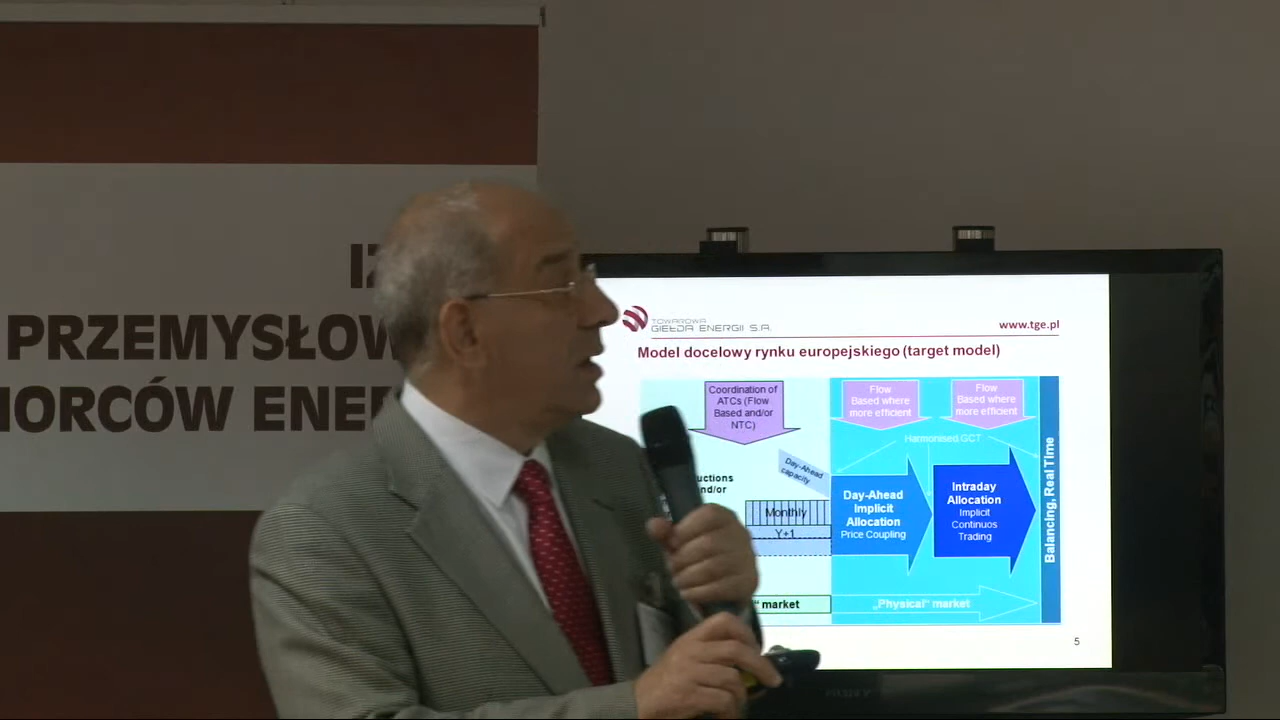 IZ
PRZEMYSŁOW
IORCÓW ENE
TOWAROWA
GIEŁDA ENERGII S.A.
www.tge.pl
Model docelowy rynku europejskiego (target model)
Coordination of
ATCs (Flow
Based and/or
NTC)
Flow
Based where
more efficient
Flow
Based where
more efficient
Harmonised GCT
Day-Ahead
capacity
uctions
nd/or
Monthly
Y+1
Day-Ahead
Implicit
Allocation
Price Coupling
Intraday
Allocation
Implicit
Continuos
Trading
Balancing, Real Time
" market
„Physical" market
5